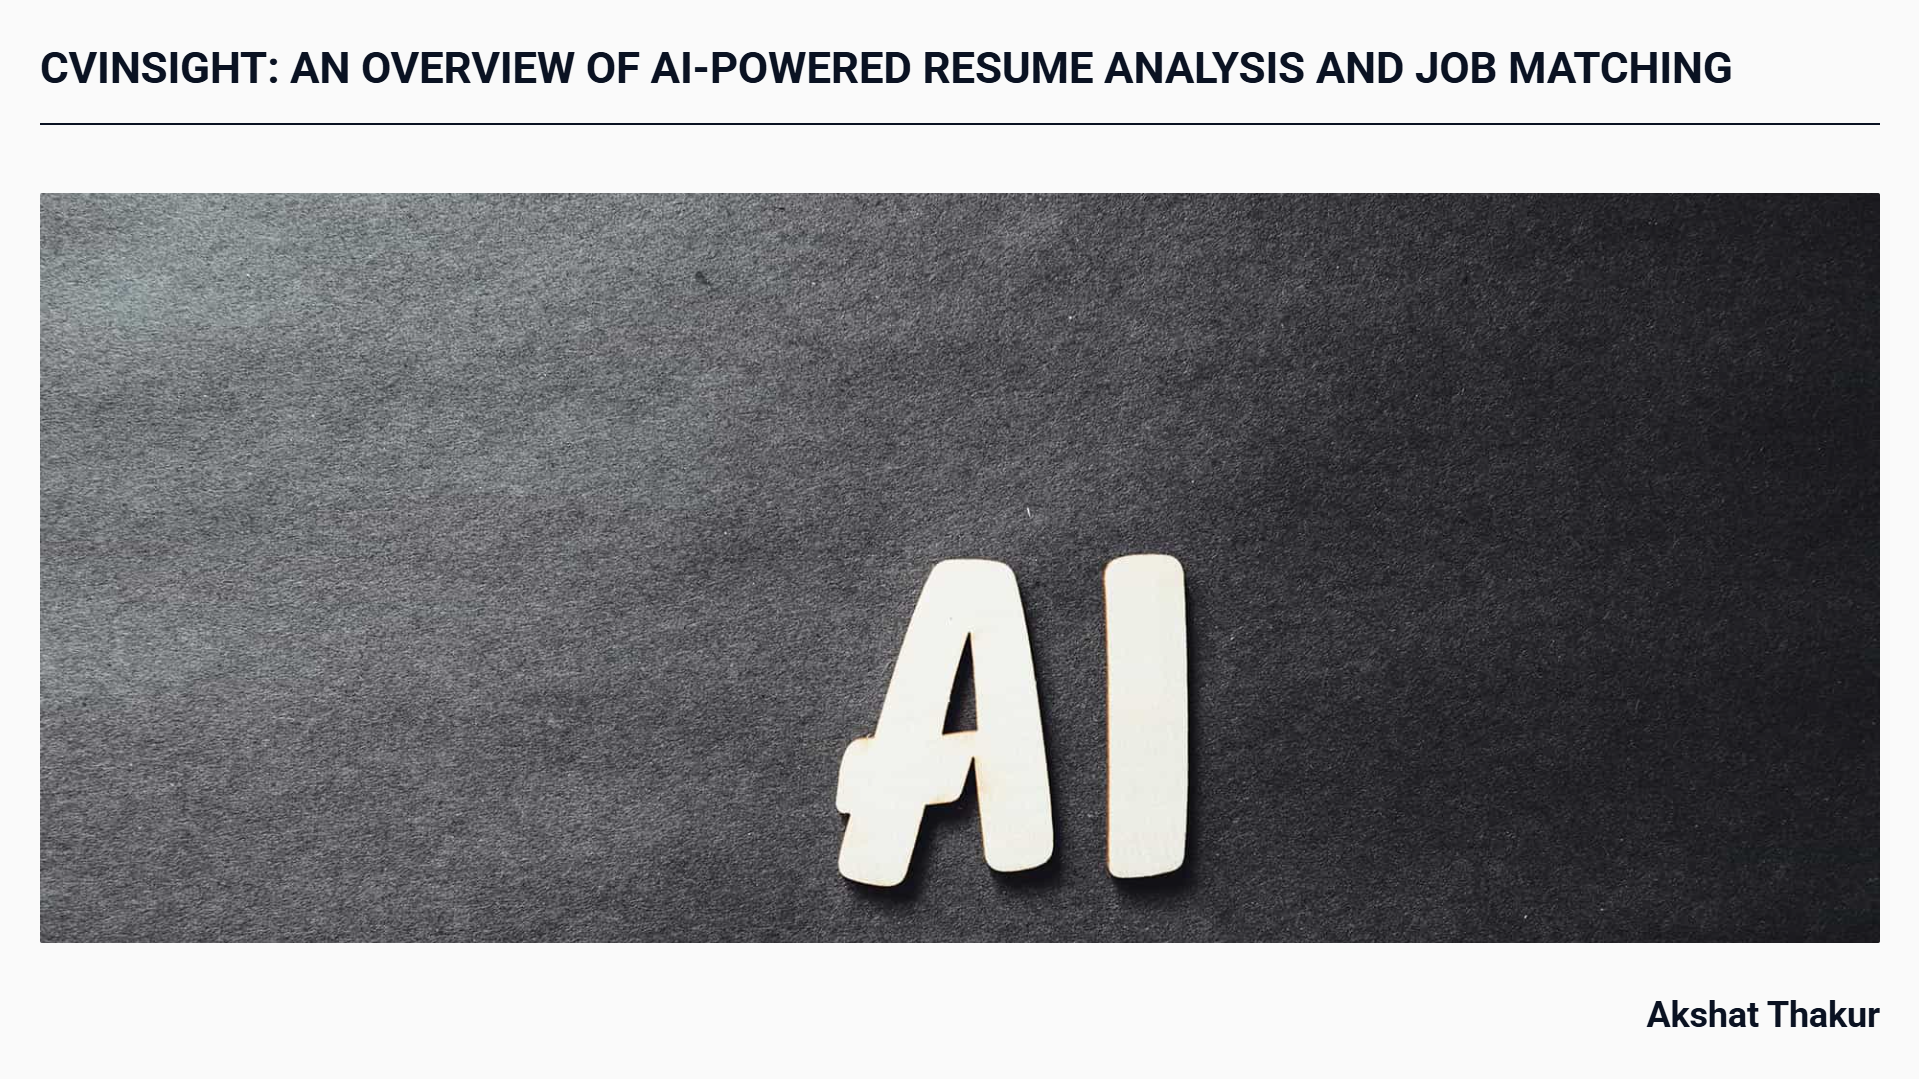 CVINSIGHT: AN OVERVIEW OF AI-POWERED RESUME ANALYSIS AND JOB MATCHING
AI
Akshat Thakur